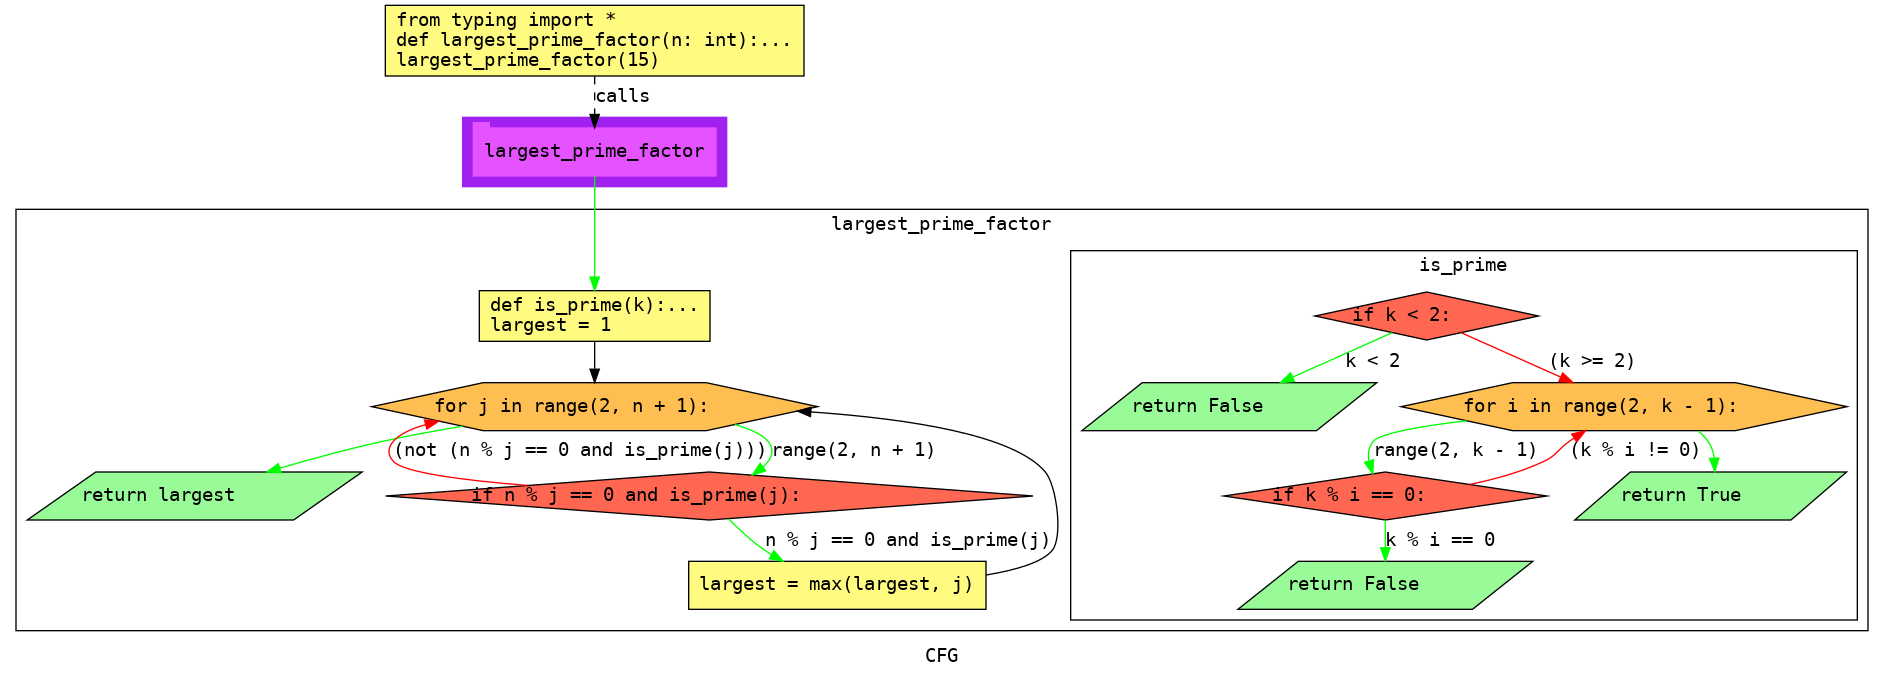 from typing import *
def largest_prime_factor(n: int):...
largest_prime_factor(15)
calls
largest_prime_factor
largest_prime_factor
def is_prime(k):...
largest = 1
for j in range(2, n + 1):
(not (n % j == 0 and is_prime(j)))
range(2, n + 1)
return largest
if n % j == 0 and is_prime(j):
n % j == 0 and is_prime(j)
largest = max(largest, j)
is_prime
if k < 2:
k < 2
(k >= 2)
return False
for i in range(2, k - 1):
range(2, k - 1)
(k % i != 0)
if k % i == 0:
return True
k % i == 0
return False
CFG